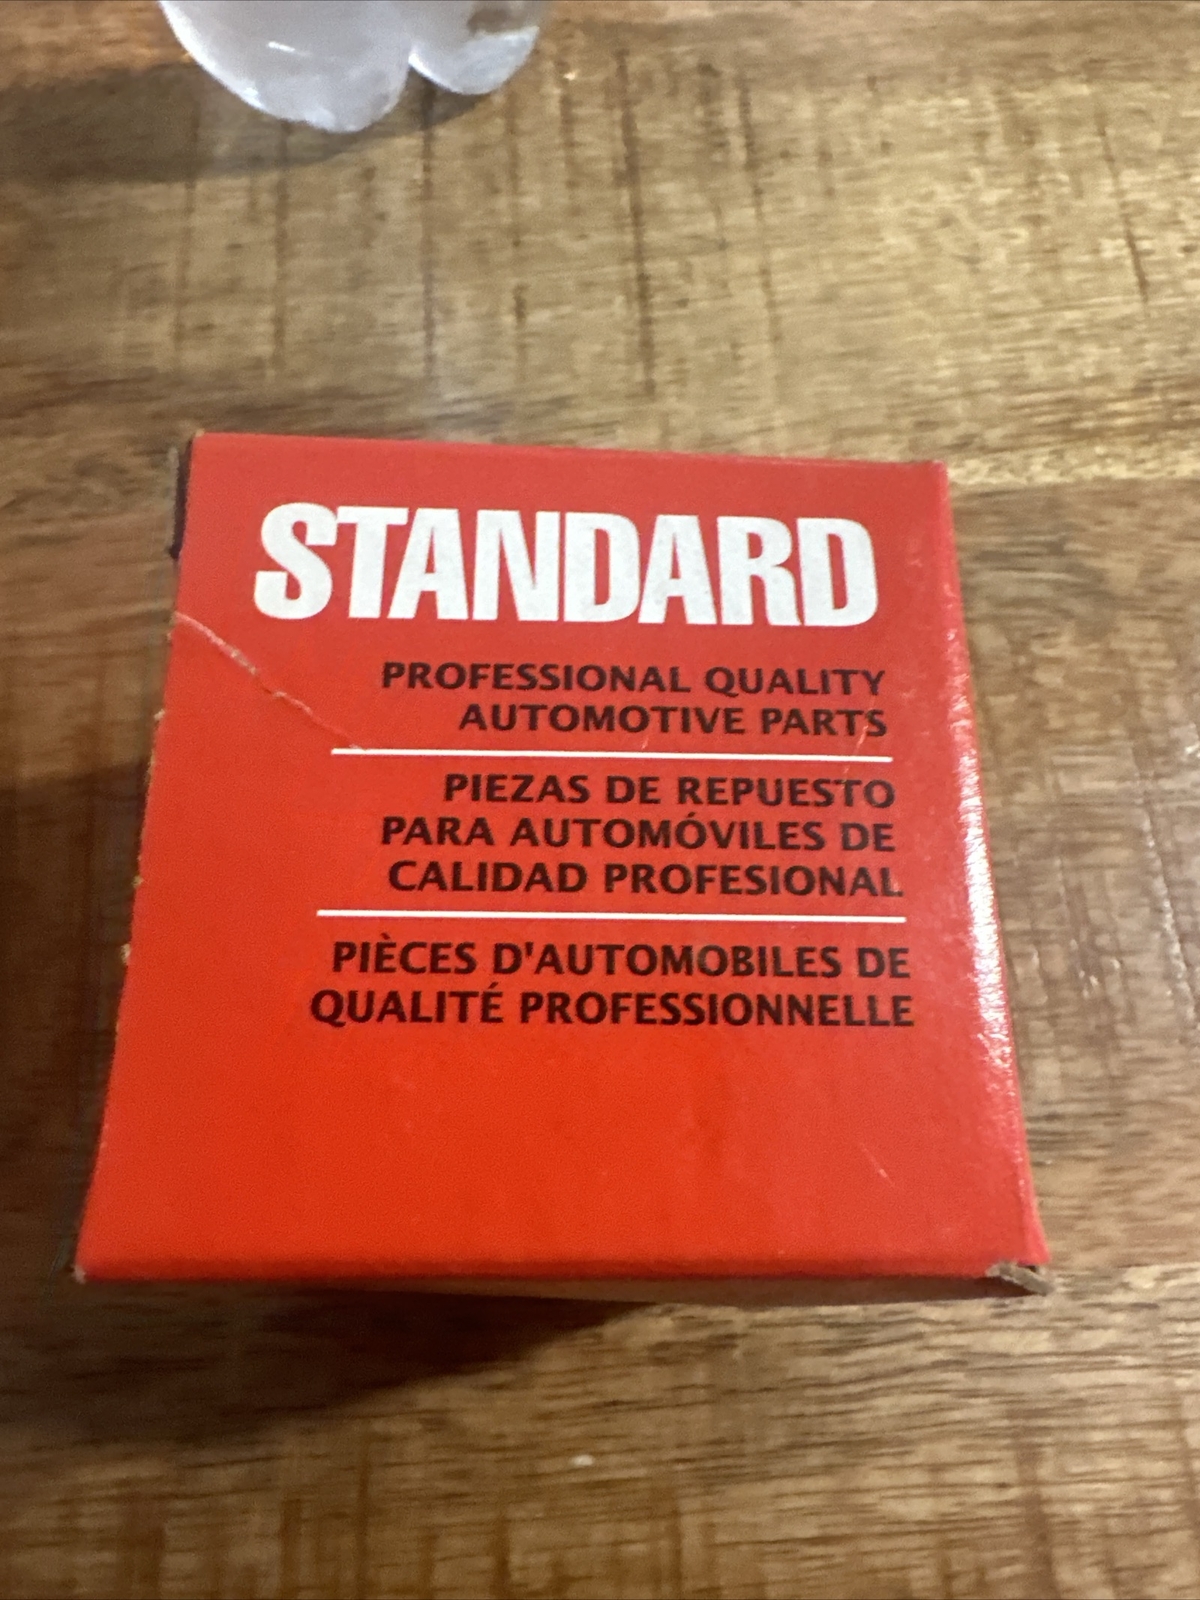 STANDARD
PROFESSIONAL QUALITY
AUTOMOTIVE PARTS
PIEZAS DE REPUESTO
PARA AUTOMÓVILES DE
CALIDAD PROFESIONAL
PIÈCES D'AUTOMOBILES DE
QUALITÉ PROFESSIONNELLE